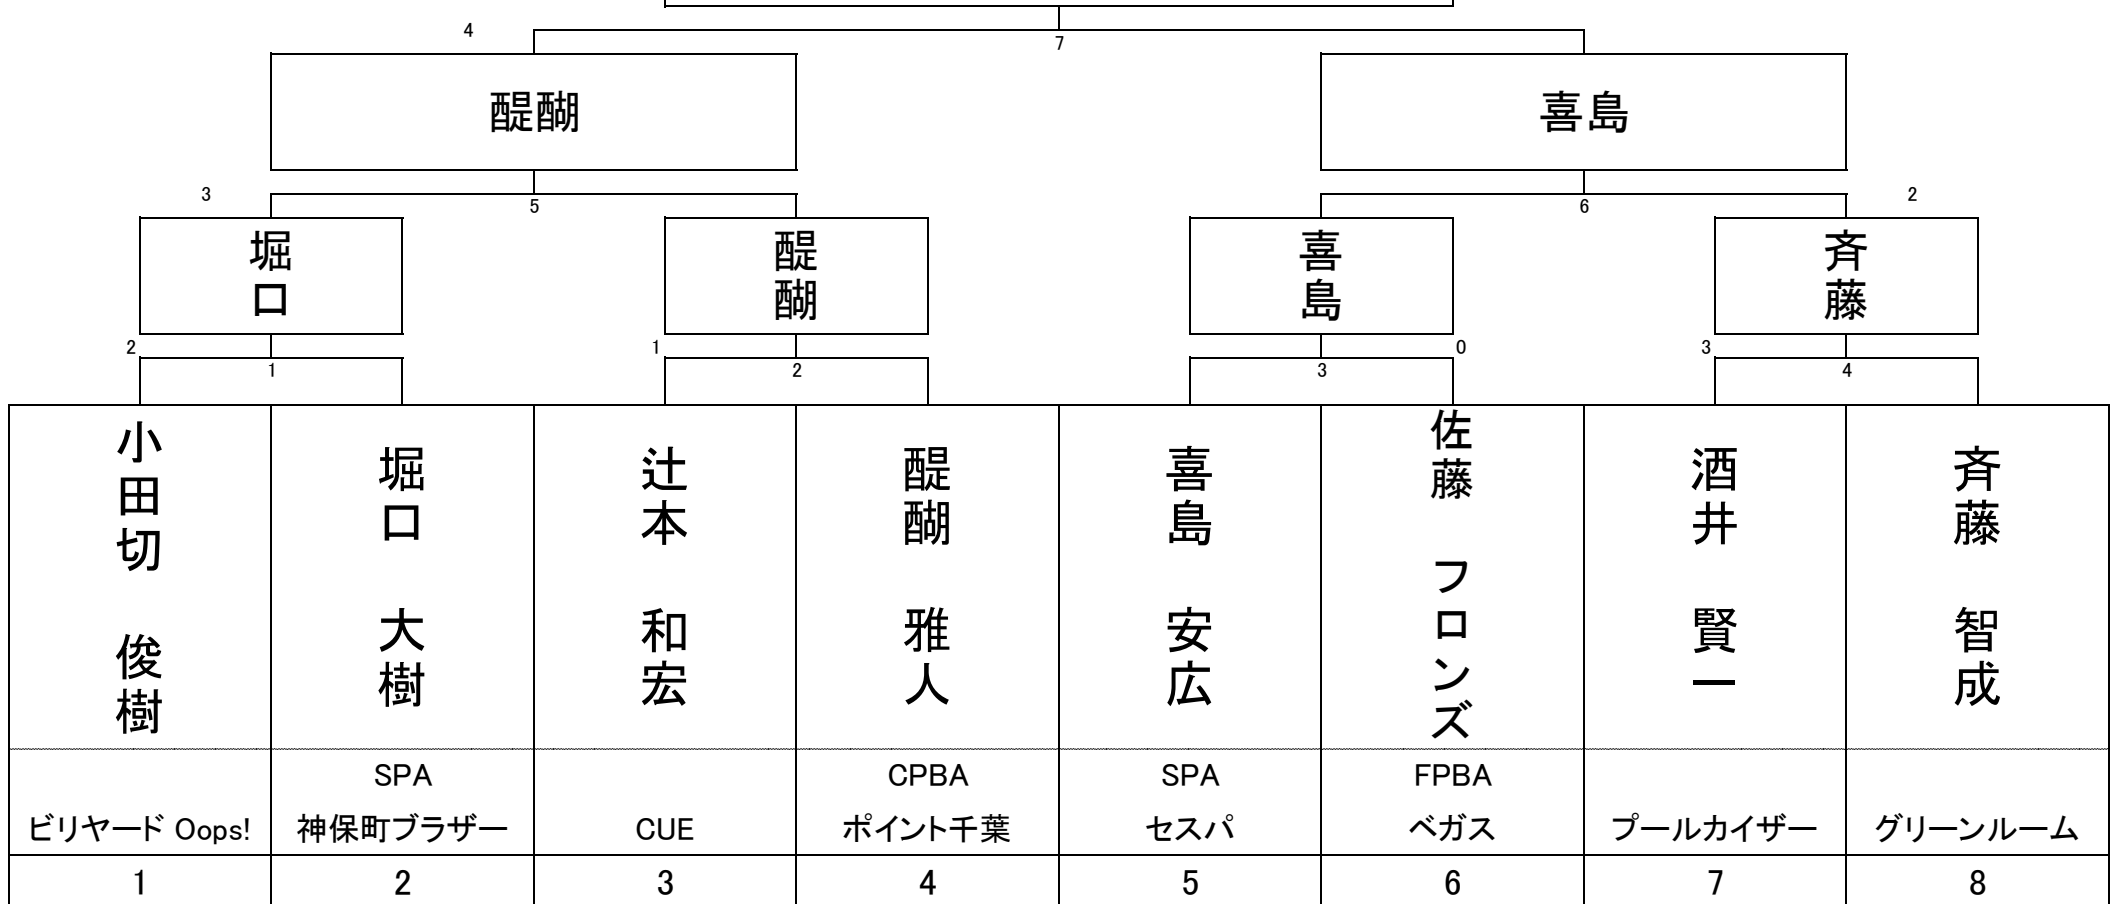 4
7
醍醐
喜島
3
5
6
2
堀口
醍醐
喜島
斉藤
2
1
1
2
3
0
3
4
小田切 俊樹
堀口 大樹
辻本 和宏
醍醐 雅人
喜島 安広
佐藤 フロンズ
酒井 賢一
斉藤 智成
SPA
CPBA
SPA
FPBA
ビリヤード Oops!
神保町ブラザー
CUE
ポイント千葉
セスパ
ベガス
プールカイザー
グリーンルーム
1
2
3
4
5
6
7
8